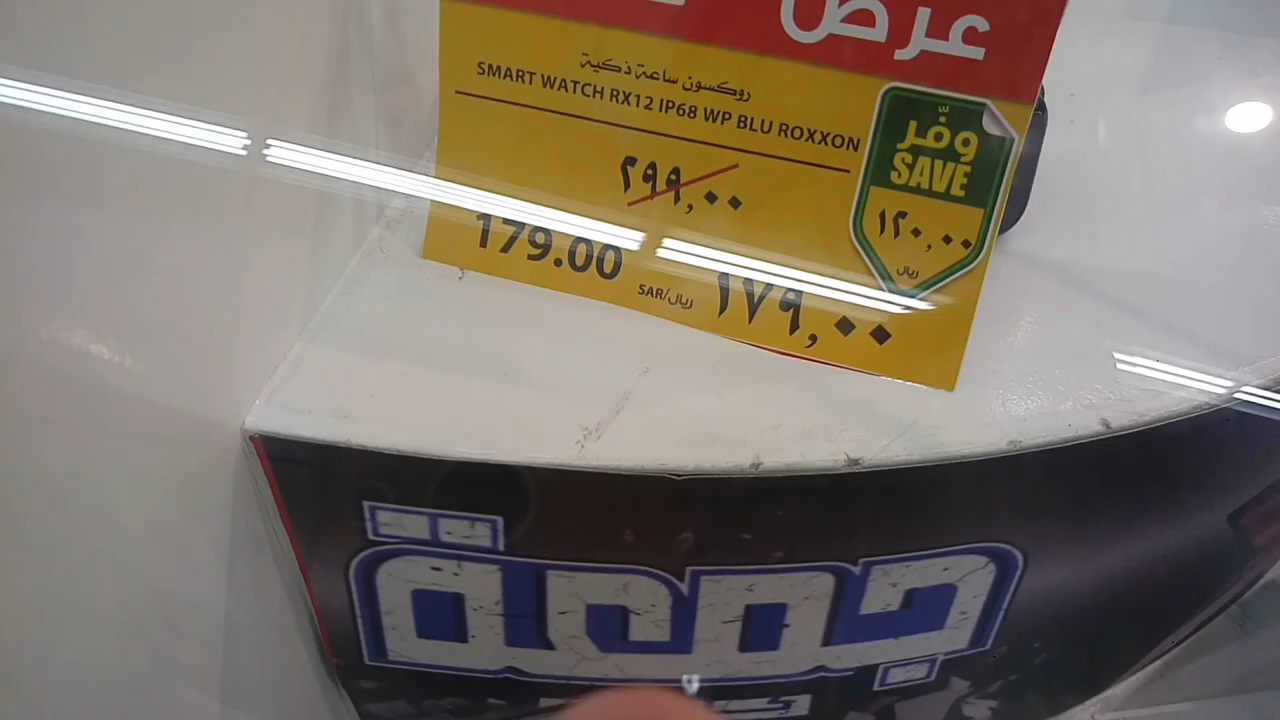 عرض
روكسون ساعة ذكية
SMART WATCH RX12 IP68 WP BLU ROXXON
٢٩٩,٠٠
وفّر
SAVE
١٢٠,٠٠
ريال
179.00 SAR/ريال ١٧٩,٠٠
جمعة